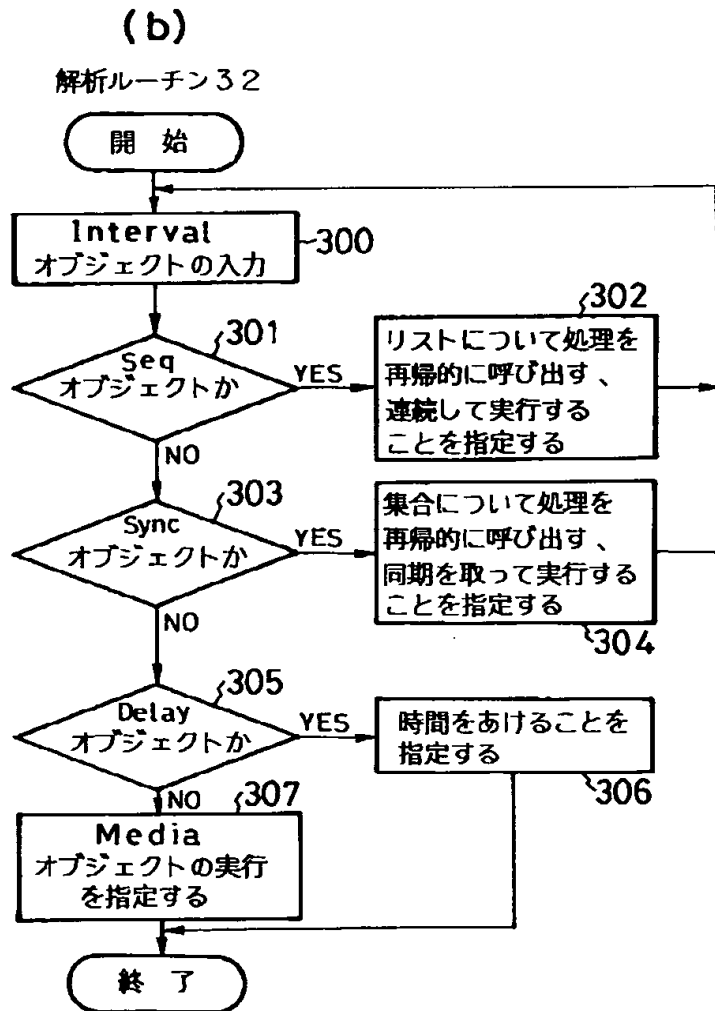 (b)
解析ルーチン32
開 始
Interval
オブジェクトの入力
300
301
Seq
オブジェクトか
YES
NO
302
リストについて処理を
再帰的に呼び出す、
連続して実行する
ことを指定する
303
Sync
オブジェクトか
YES
NO
集合について処理を
再帰的に呼び出す、
同期を取って実行する
ことを指定する
304
305
Delay
オブジェクトか
YES
NO
時間をあけることを
指定する
306
307
Media
オブジェクトの実行
を指定する
終 了